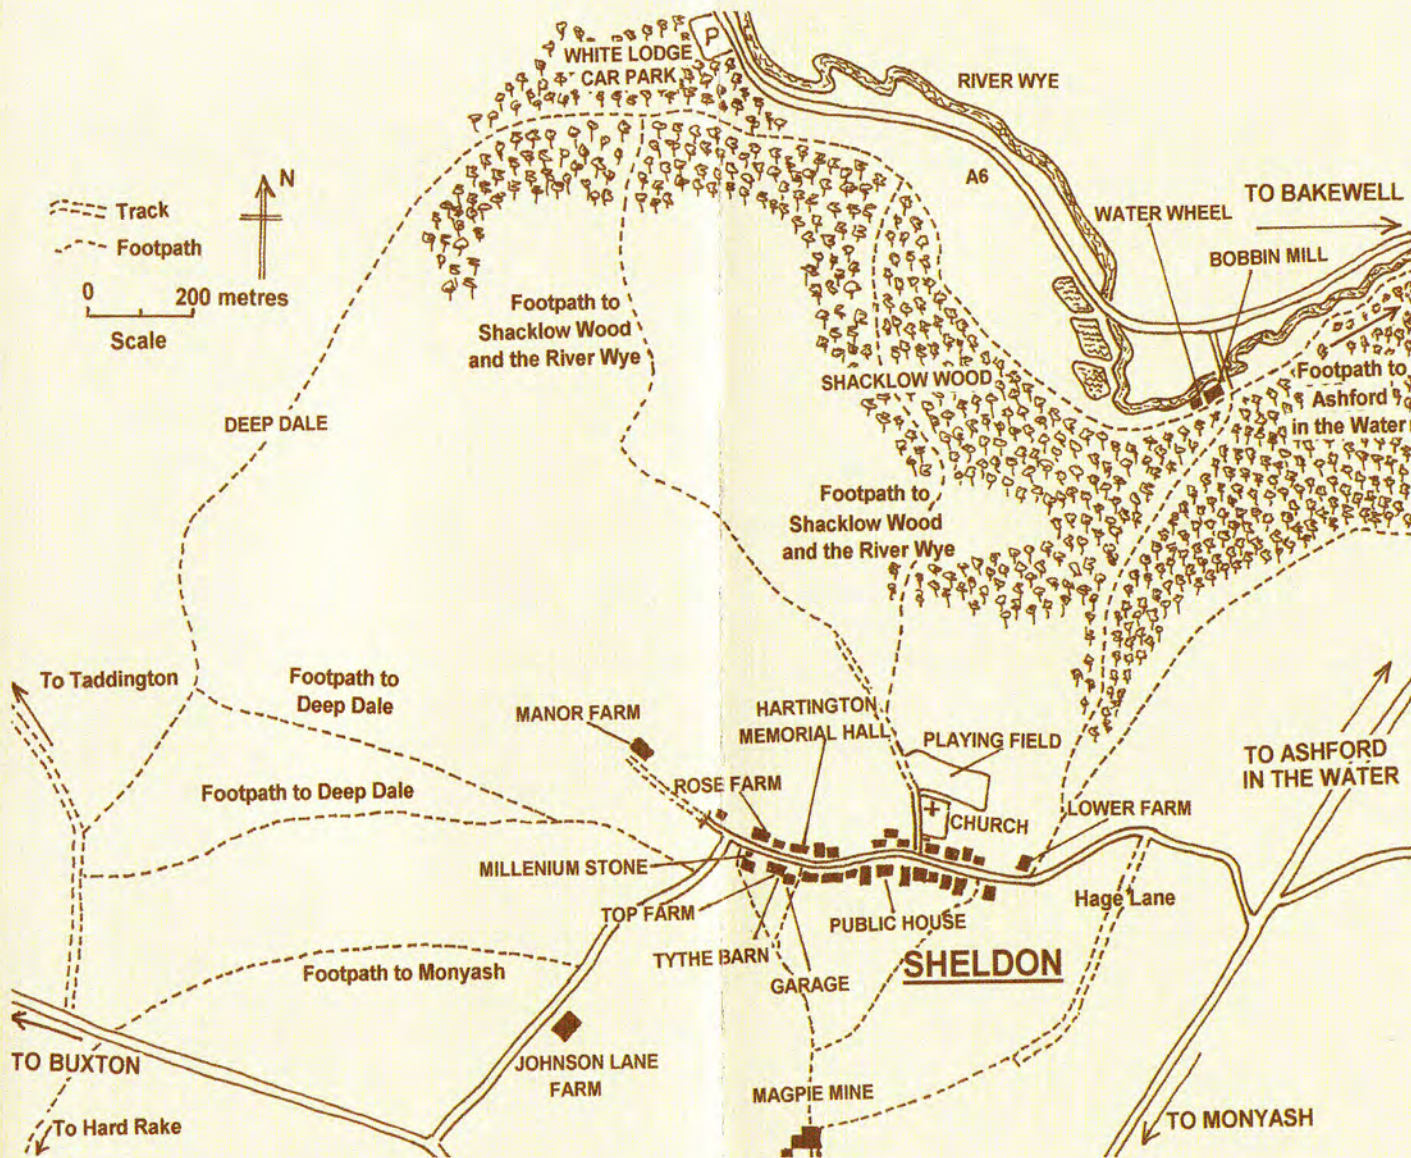 WHITE LODGE
CAR PARK
P
RIVER WYE
N
Track
Footpath
0 200 metres
Scale
A6
WATER WHEEL
TO BAKEWELL
BOBBIN MILL
Footpath to
Shacklow Wood
and the River Wye
SHACKLOW WOOD
Footpath to
Ashford
in the Water
DEEP DALE
Footpath to
Shacklow Wood
and the River Wye
To Taddington
Footpath to
Deep Dale
MANOR FARM
HARTINGTON
MEMORIAL HALL
PLAYING FIELD
TO ASHFORD
IN THE WATER
ROSE FARM
Footpath to Deep Dale
CHURCH
LOWER FARM
MILLENIUM STONE
TOP FARM
PUBLIC HOUSE
Hage Lane
TYTHE BARN
SHELDON
Footpath to Monyash
GARAGE
TO BUXTON
JOHNSON LANE
FARM
MAGPIE MINE
To Hard Rake
TO MONYASH